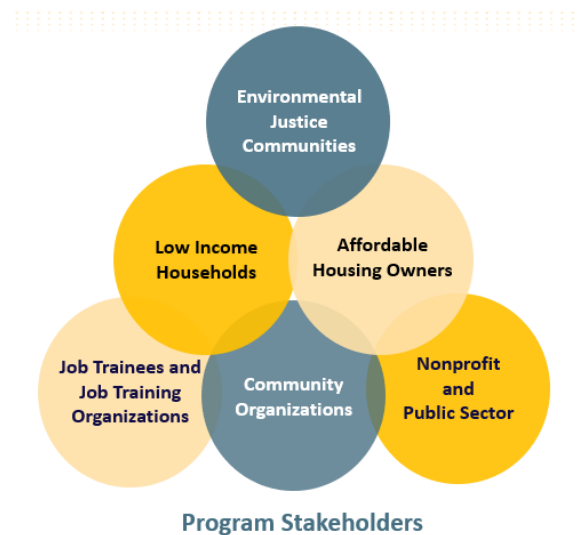 Environmental
Justice
Communities
Low Income
Households
Affordable
Housing Owners
Job Trainees and
Job Training
Organizations
Community
Organizations
Nonprofit
and
Public Sector
Program Stakeholders